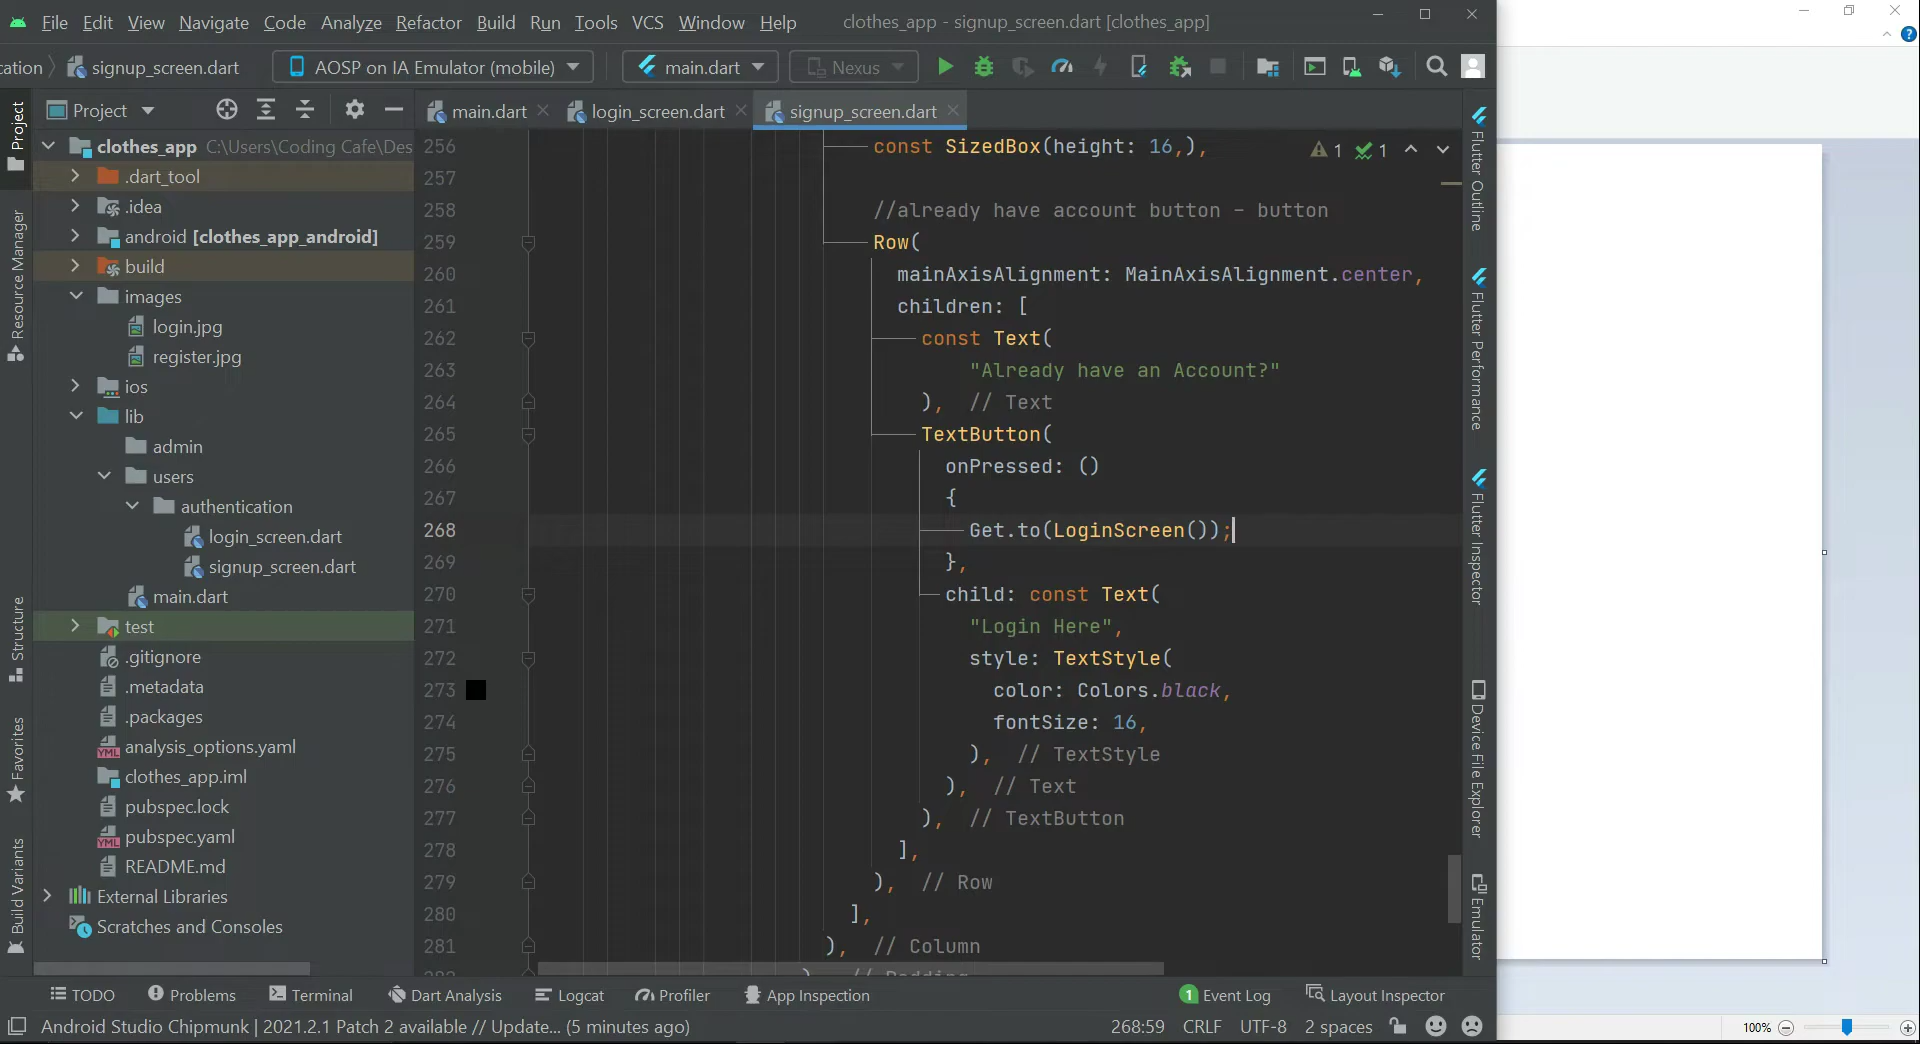 File Edit View Navigate Code Analyze Refactor Build Run Tools VCS Window Help clothes_app - signup_screen.dart [clothes_app]
cation signup_screen.dart AOSP on IA Emulator (mobile) main.dart Nexus
Project main.dart login_screen.dart signup_screen.dart
clothes_app C:\Users\Coding Cafe\Des
.dart_tool
.idea
android [clothes_app_android]
build
images
login.jpg
register.jpg
ios
lib
admin
users
authentication
login_screen.dart
signup_screen.dart
main.dart
test
.gitignore
.metadata
.packages
analysis_options.yaml
clothes_app.iml
pubspec.lock
pubspec.yaml
README.md
External Libraries
Scratches and Consoles
Project
Resource Manager
Structure
Favorites
Build Variants
1 1
256 const SizedBox(height: 16,),
257
258 //already have account button - button
259 Row(
260 mainAxisAlignment: MainAxisAlignment.center,
261 children: [
262 const Text(
263 "Already have an Account?"
264 ), // Text
265 TextButton(
266 onPressed: ()
267 {
268 Get.to(LoginScreen());
269 },
270 child: const Text(
271 "Login Here",
272 style: TextStyle(
273 color: Colors.black,
274 fontSize: 16,
275 ), // TextStyle
276 ), // Text
277 ), // TextButton
278 ],
279 ), // Row
280 ],
281 ), // Column
282 ), // Padding
Flutter Outline
Flutter Performance
Flutter Inspector
Device File Explorer
Emulator
TODO Problems Terminal Dart Analysis Logcat Profiler App Inspection 1 Event Log Layout Inspector
Android Studio Chipmunk | 2021.2.1 Patch 2 available // Update... (5 minutes ago) 268:59 CRLF UTF-8 2 spaces
100%